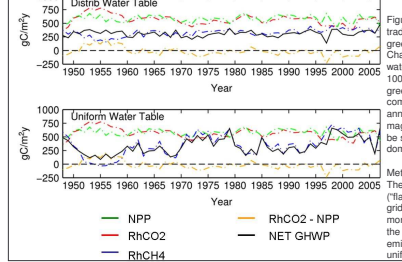 Distrib Water Table
750
500
250
0
−250
gC/m²y
1950 1955 1960 1965 1970 1975 1980 1985 1990 1995 2000 2005
Year
Uniform Water Table
1000
750
500
250
0
−250
gC/m²y
1950 1955 1960 1965 1970 1975 1980 1985 1990 1995 2000 2005
Year
NPP
RhCO2
RhCH4
RhCO2 - NPP
NET GHWP
Figu
trac
gree
Cha
wat
100
gree
com
ann
mag
the s
dom
Met
The
("fla
grid
mor
the
emi
unif